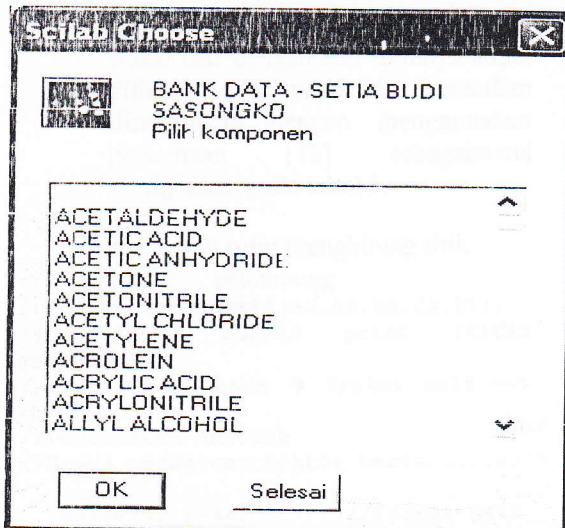 Scilab Choose
BANK DATA - SETIA BUDI
SASONGKO
Pilih komponen
ACETALDEHYDE
ACETIC ACID
ACETIC ANHYDRIDE
ACETONE
ACETONITRILE
ACETYL CHLORIDE
ACETYLENE
ACROLEIN
ACRYLIC ACID
ACRYLONITRILE
ALLYL ALCOHOL
OK
Selesai